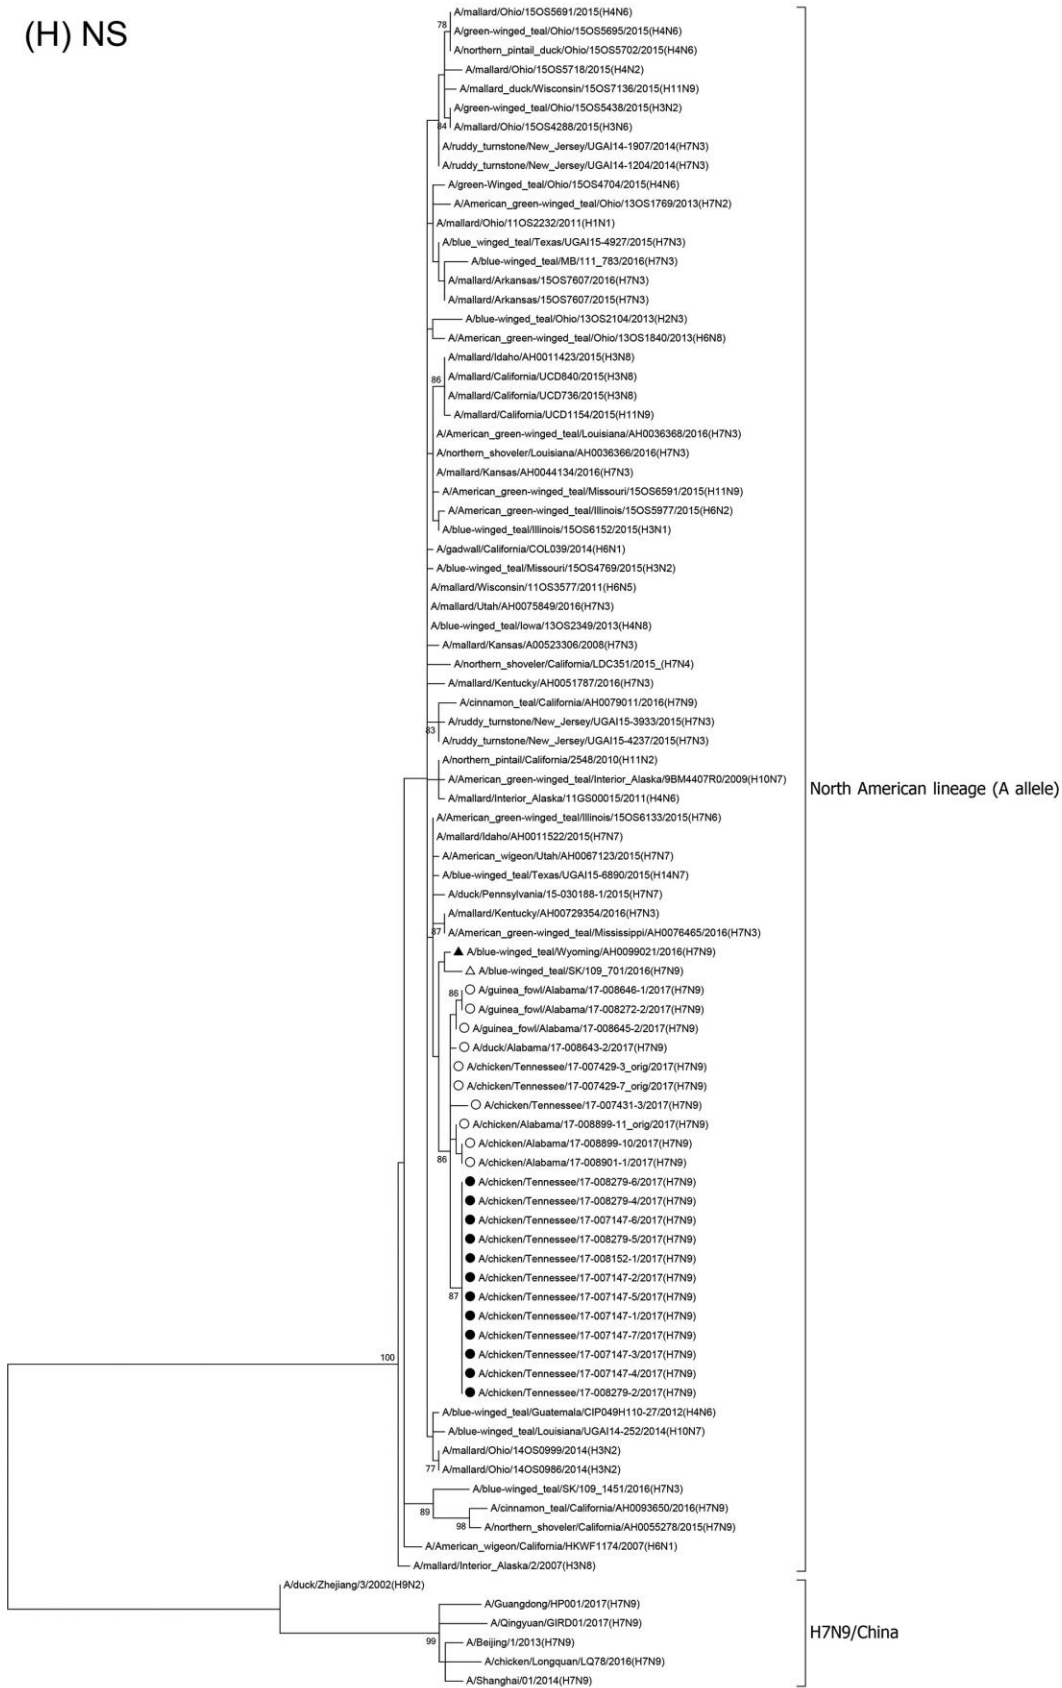 (H) NS
A/mallard/Ohio/15OS5691/2015(H4N6)
78
A/green-winged_teal/Ohio/15OS5695/2015(H4N6)
A/northern_pintail_duck/Ohio/15OS5702/2015(H4N6)
A/mallard/Ohio/15OS5718/2015(H4N2)
A/mallard_duck/Wisconsin/15OS7136/2015(H11N9)
A/green-winged_teal/Ohio/15OS5438/2015(H3N2)
84
A/mallard/Ohio/15OS4288/2015(H3N6)
A/ruddy_turnstone/New_Jersey/UGAI14-1907/2014(H7N3)
A/ruddy_turnstone/New_Jersey/UGAI14-1204/2014(H7N3)
A/green-Winged_teal/Ohio/15OS4704/2015(H4N6)
A/American_green-winged_teal/Ohio/13OS1769/2013(H7N2)
A/mallard/Ohio/11OS2232/2011(H1N1)
A/blue_winged_teal/Texas/UGAI15-4927/2015(H7N3)
A/blue-winged_teal/MB/111_783/2016(H7N3)
A/mallard/Arkansas/15OS7607/2016(H7N3)
A/mallard/Arkansas/15OS7607/2015(H7N3)
A/blue-winged_teal/Ohio/13OS2104/2013(H2N3)
A/American_green-winged_teal/Ohio/13OS1840/2013(H6N8)
A/mallard/Idaho/AH0011423/2015(H3N8)
86
A/mallard/California/UCD840/2015(H3N8)
A/mallard/California/UCD736/2015(H3N8)
A/mallard/California/UCD1154/2015(H11N9)
A/American_green-winged_teal/Louisiana/AH0036368/2016(H7N3)
A/northern_shoveler/Louisiana/AH0036366/2016(H7N3)
A/mallard/Kansas/AH0044134/2016(H7N3)
A/American_green-winged_teal/Missouri/15OS6591/2015(H11N9)
A/American_green-winged_teal/Illinois/15OS5977/2015(H6N2)
A/blue-winged_teal/Illinois/15OS6152/2015(H3N1)
A/gadwall/California/COL039/2014(H6N1)
A/blue-winged_teal/Missouri/15OS4769/2015(H3N2)
A/mallard/Wisconsin/11OS3577/2011(H6N5)
A/mallard/Utah/AH0075849/2016(H7N3)
A/blue-winged_teal/Iowa/13OS2349/2013(H4N8)
A/mallard/Kansas/A00523306/2008(H7N3)
A/northern_shoveler/California/LDC351/2015_(H7N4)
A/mallard/Kentucky/AH0051787/2016(H7N3)
A/cinnamon_teal/California/AH0079011/2016(H7N9)
A/ruddy_turnstone/New_Jersey/UGAI15-3933/2015(H7N3)
83
A/ruddy_turnstone/New_Jersey/UGAI15-4237/2015(H7N3)
A/northern_pintail/California/2548/2010(H11N2)
A/American_green-winged_teal/Interior_Alaska/9BM4407R0/2009(H10N7)
North American lineage (A allele)
A/mallard/Interior_Alaska/11GS00015/2011(H4N6)
A/American_green-winged_teal/Illinois/15OS6133/2015(H7N6)
A/mallard/Idaho/AH0011522/2015(H7N7)
A/American_wigeon/Utah/AH0067123/2015(H7N7)
A/blue-winged_teal/Texas/UGAI15-6890/2015(H14N7)
A/duck/Pennsylvania/15-030188-1/2015(H7N7)
A/mallard/Kentucky/AH00729354/2016(H7N3)
87
A/American_green-winged_teal/Mississippi/AH0076465/2016(H7N3)
A/blue-winged_teal/Wyoming/AH0099021/2016(H7N9)
A/blue-winged_teal/SK/109_701/2016(H7N9)
A/guinea_fowl/Alabama/17-008646-1/2017(H7N9)
86
A/guinea_fowl/Alabama/17-008272-2/2017(H7N9)
A/guinea_fowl/Alabama/17-008645-2/2017(H7N9)
A/duck/Alabama/17-008643-2/2017(H7N9)
A/chicken/Tennessee/17-007429-3_orig/2017(H7N9)
A/chicken/Tennessee/17-007429-7_orig/2017(H7N9)
A/chicken/Tennessee/17-007431-3/2017(H7N9)
A/chicken/Alabama/17-008899-11_orig/2017(H7N9)
A/chicken/Alabama/17-008899-10/2017(H7N9)
86
A/chicken/Alabama/17-008901-1/2017(H7N9)
A/chicken/Tennessee/17-008279-6/2017(H7N9)
A/chicken/Tennessee/17-008279-4/2017(H7N9)
A/chicken/Tennessee/17-007147-6/2017(H7N9)
A/chicken/Tennessee/17-008279-5/2017(H7N9)
A/chicken/Tennessee/17-008152-1/2017(H7N9)
A/chicken/Tennessee/17-007147-2/2017(H7N9)
87
A/chicken/Tennessee/17-007147-5/2017(H7N9)
A/chicken/Tennessee/17-007147-1/2017(H7N9)
A/chicken/Tennessee/17-007147-7/2017(H7N9)
A/chicken/Tennessee/17-007147-3/2017(H7N9)
100
A/chicken/Tennessee/17-007147-4/2017(H7N9)
A/chicken/Tennessee/17-008279-2/2017(H7N9)
A/blue-winged_teal/Guatemala/CIP049H110-27/2012(H4N6)
A/blue-winged_teal/Louisiana/UGAI14-252/2014(H10N7)
A/mallard/Ohio/14OS0999/2014(H3N2)
77
A/mallard/Ohio/14OS0986/2014(H3N2)
A/blue-winged_teal/SK/109_1451/2016(H7N3)
89
A/cinnamon_teal/California/AH0093650/2016(H7N9)
98
A/northern_shoveler/California/AH0055278/2015(H7N9)
A/American_wigeon/California/HKWF1174/2007(H6N1)
A/mallard/Interior_Alaska/2/2007(H3N8)
A/duck/Zhejiang/3/2002(H9N2)
A/Guangdong/HP001/2017(H7N9)
A/Qingyuan/GIRD01/2017(H7N9)
H7N9/China
99
A/Beijing/1/2013(H7N9)
A/chicken/Longquan/LQ78/2016(H7N9)
A/Shanghai/01/2014(H7N9)